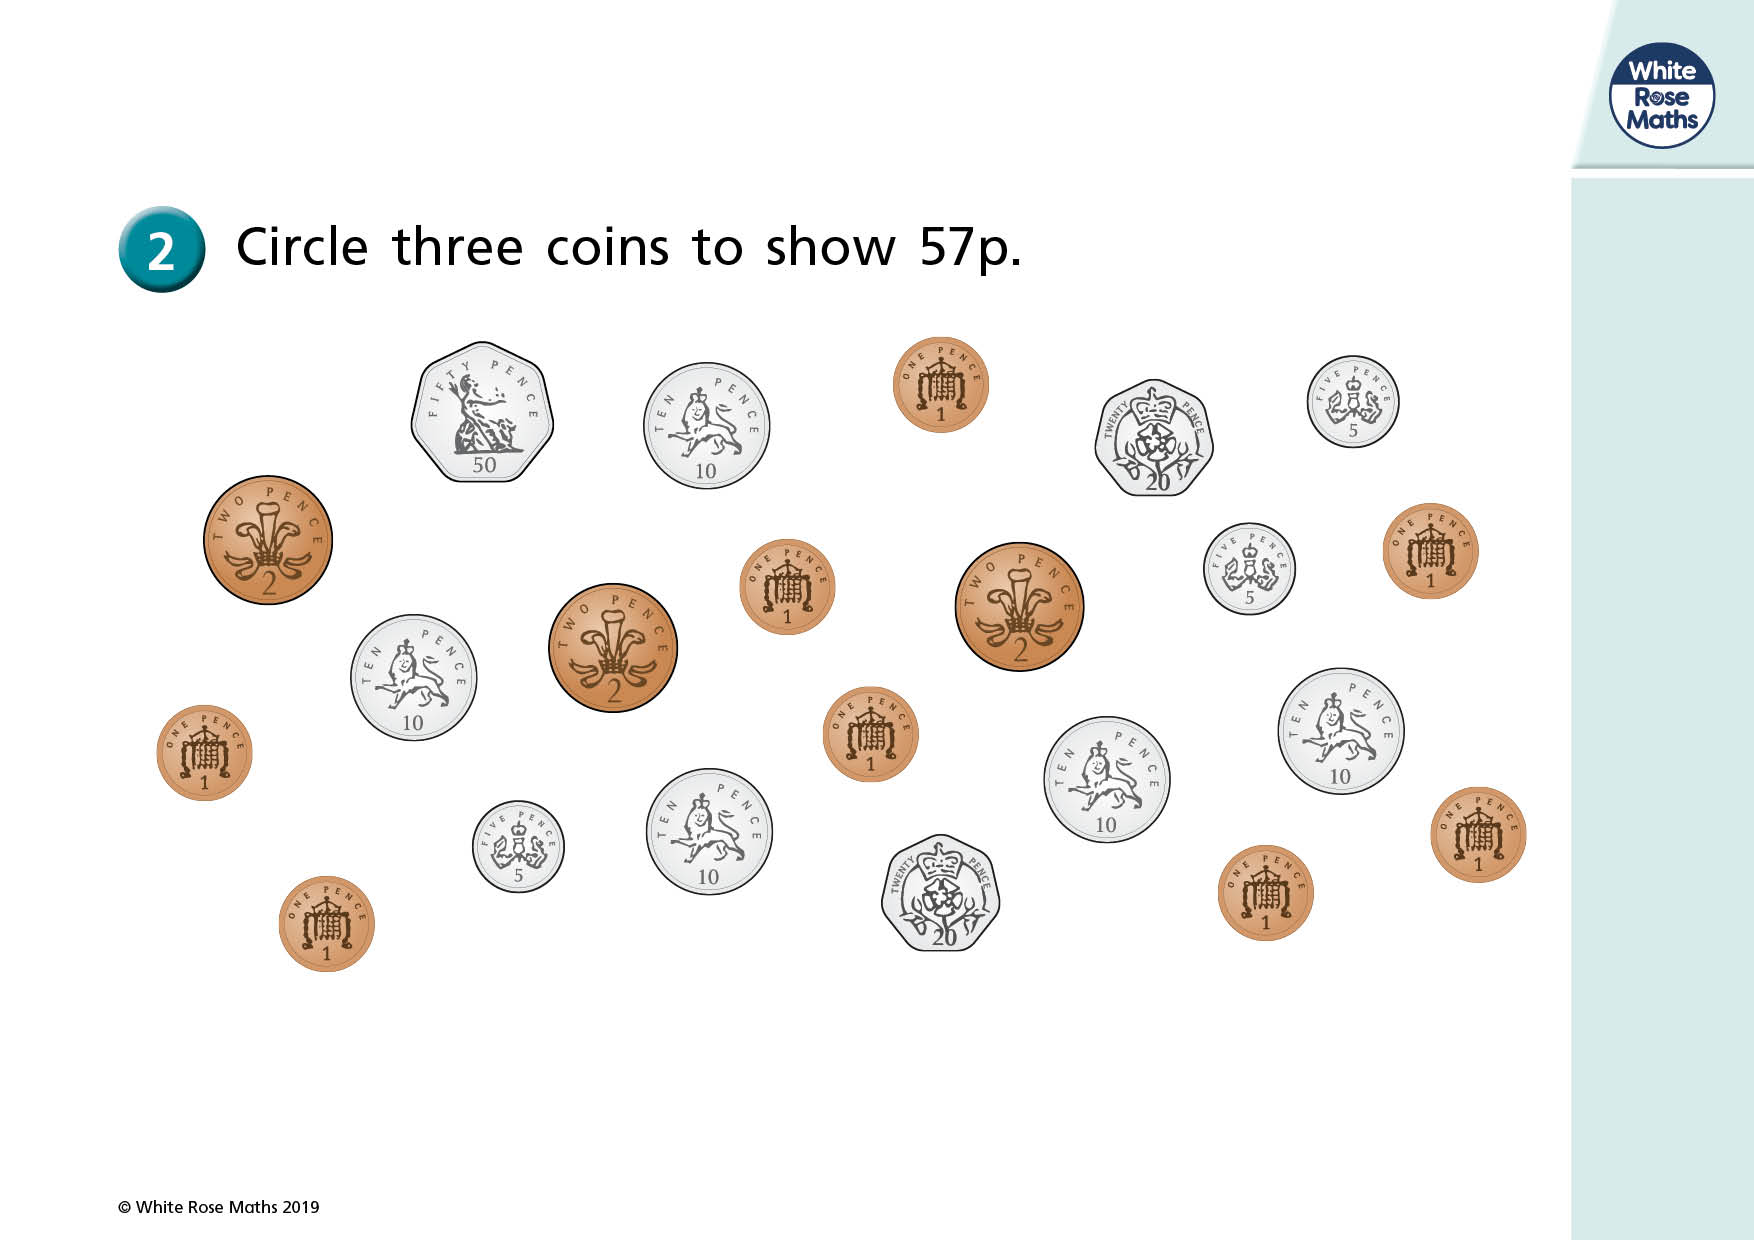 White
Rose
Maths
2 Circle three coins to show 57p.
FIFTY PENCE
50
TEN PENCE
10
ONE PENCE
1
TWENTY PENCE
20
FIVE PENCE
5
TWO PENCE
2
ONE PENCE
1
TWO PENCE
2
FIVE PENCE
5
ONE PENCE
1
TEN PENCE
10
TWO PENCE
2
ONE PENCE
1
ONE PENCE
1
TEN PENCE
10
TEN PENCE
10
FIVE PENCE
5
TEN PENCE
10
TWENTY PENCE
20
ONE PENCE
1
ONE PENCE
1
ONE PENCE
1
© White Rose Maths 2019